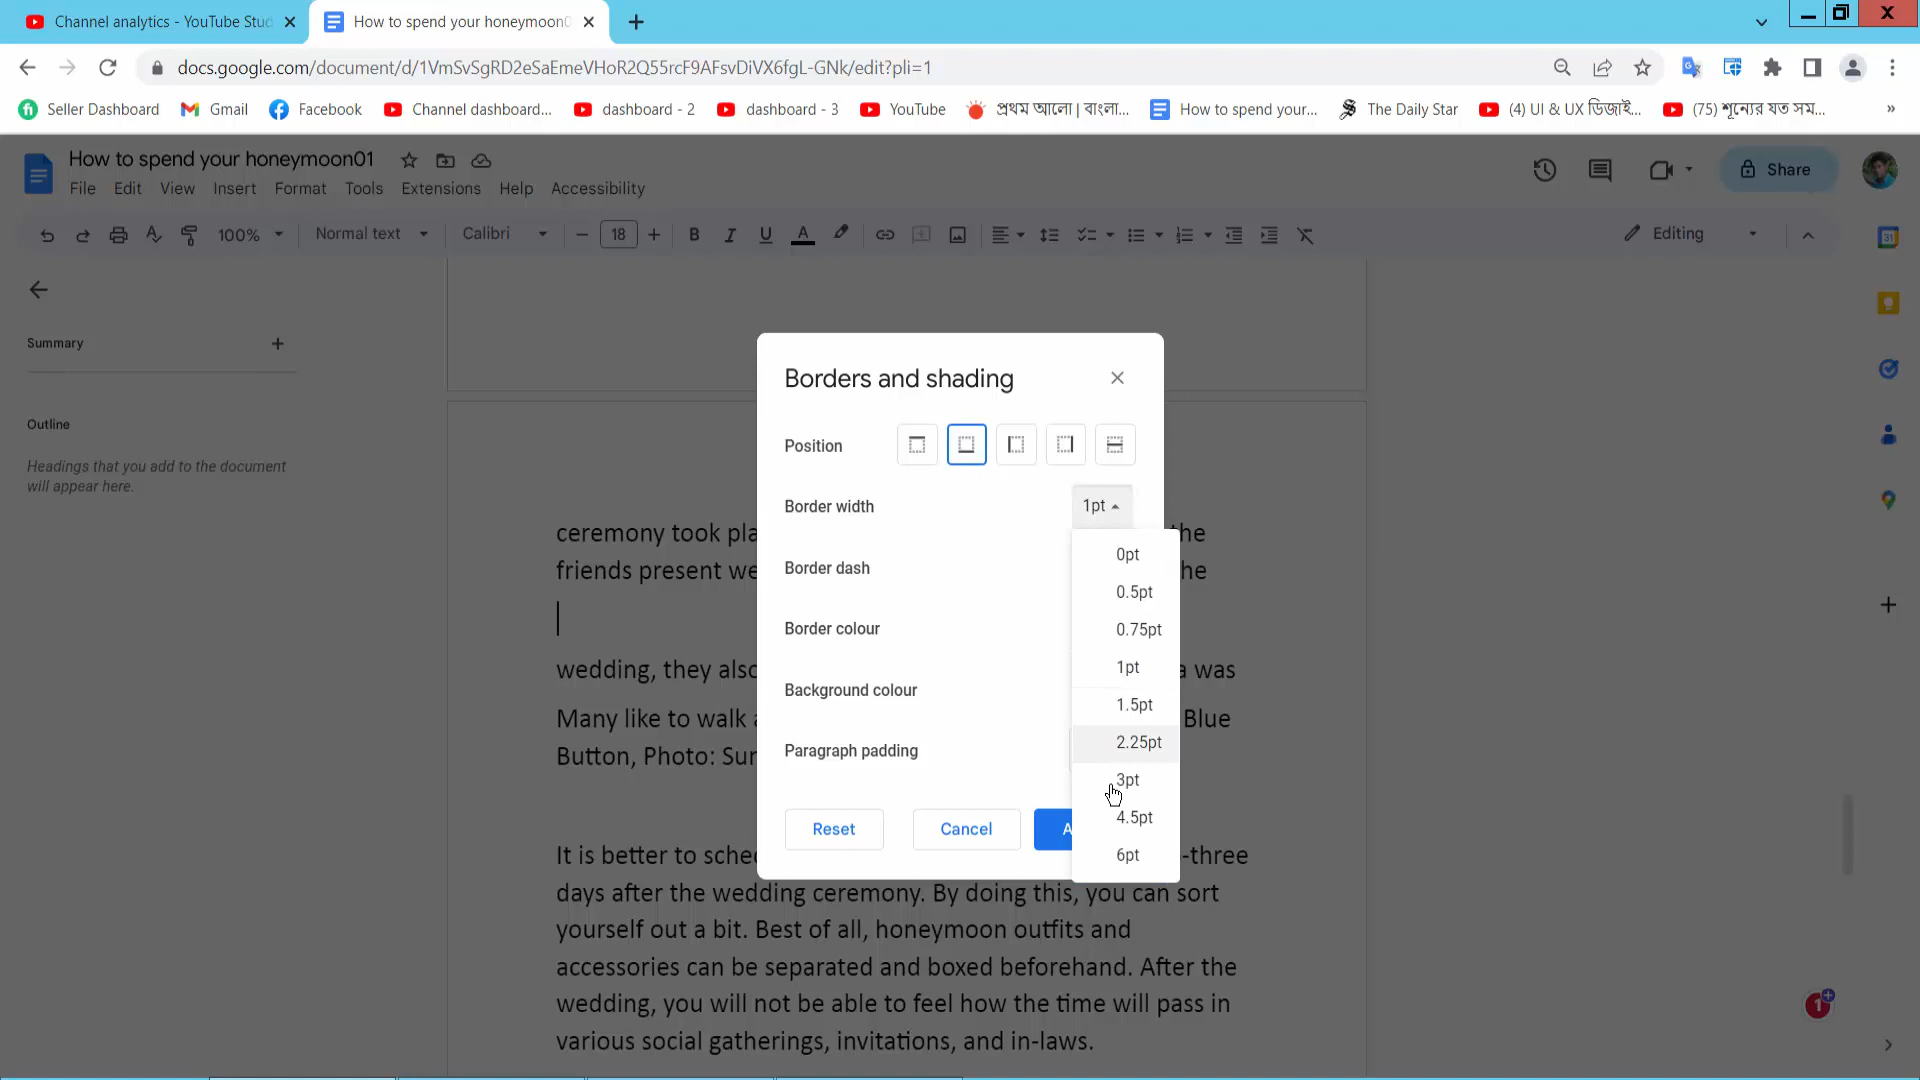 Channel analytics - YouTube Stud
How to spend your honeymoon0
docs.google.com/document/d/1VmSvSgRD2eSaEmeVHoR2Q55rcF9AFsvDiVX6fgL-GNk/edit?pli=1
Seller Dashboard
Gmail
Facebook
Channel dashboard...
dashboard - 2
dashboard - 3
YouTube
প্রথম আলো | বাংলা...
How to spend your...
The Daily Star
(4) UI & UX ডিজাই...
(75) শূন্যের যত সম...
»
How to spend your honeymoon01
File Edit View Insert Format Tools Extensions Help Accessibility
Share
100% Normal text Calibri 18 B I U A Editing
31
Summary
Outline
Headings that you add to the document
will appear here.
Borders and shading
Position
Border width 1pt
Border dash
Border colour
Background colour
Paragraph padding
Reset Cancel A
0pt
0.5pt
0.75pt
1pt
1.5pt
2.25pt
3pt
4.5pt
6pt
ceremony took pla the
friends present we he
wedding, they also a was
Many like to walk a Blue
Button, Photo: Sur
It is better to sched -three
days after the wedding ceremony. By doing this, you can sort
yourself out a bit. Best of all, honeymoon outfits and
accessories can be separated and boxed beforehand. After the
wedding, you will not be able to feel how the time will pass in
various social gatherings, invitations, and in-laws.
1